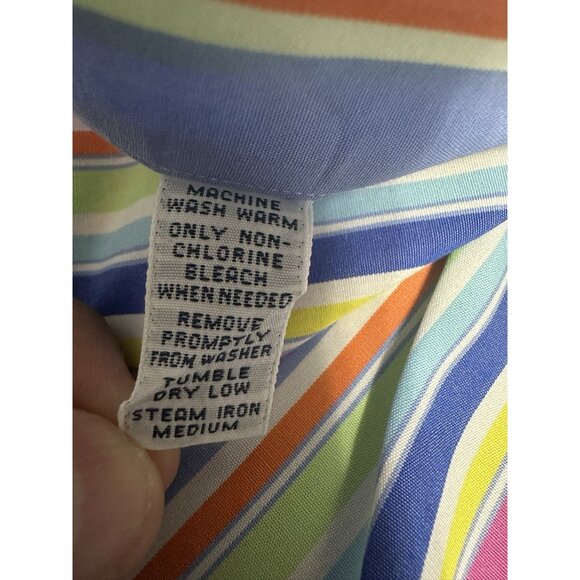 MACHINE
WASH WARM
ONLY NON-
CHLORINE
BLEACH
WHEN NEEDED
REMOVE
PROMPTLY
FROM WASHER
TUMBLE
DRY LOW
STEAM IRON
MEDIUM